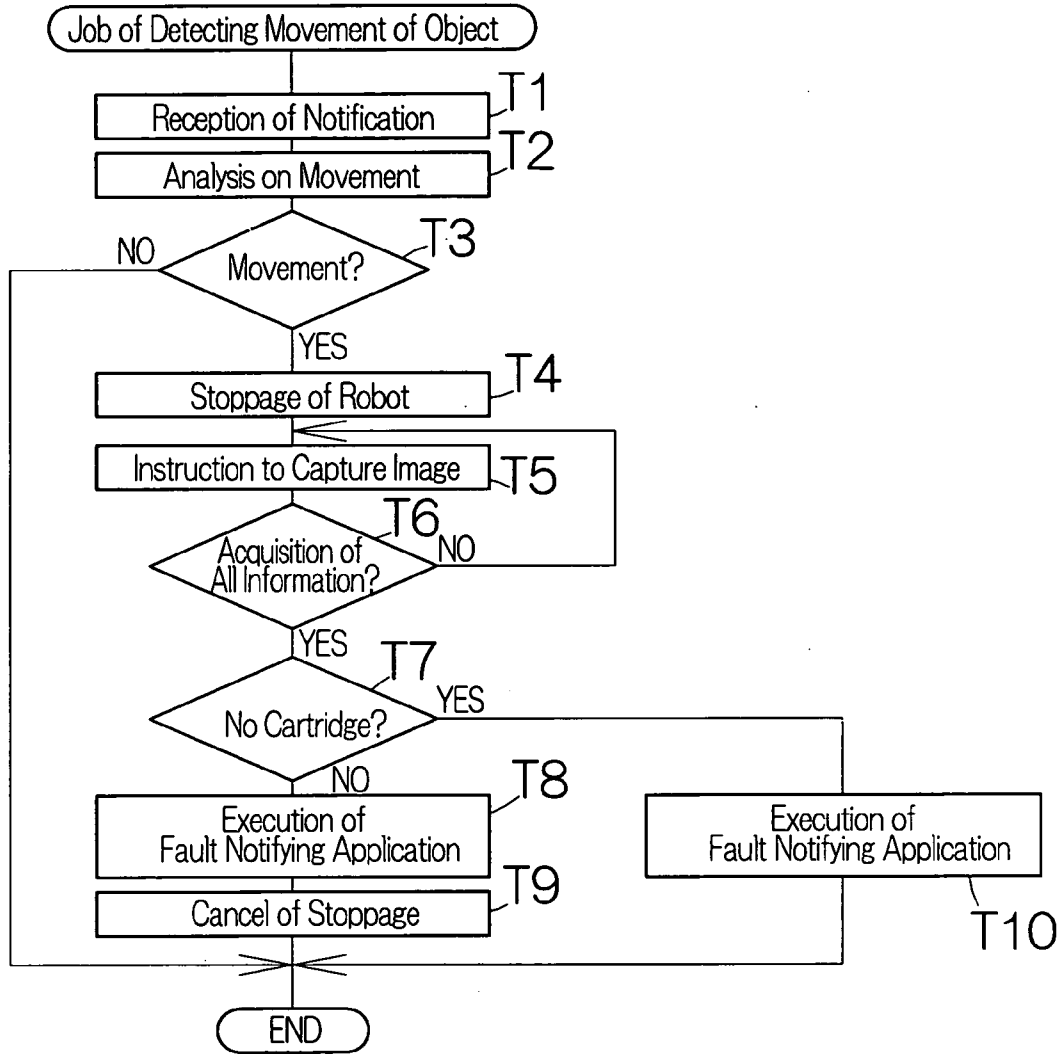 Job of Detecting Movement of Object
T1
Reception of Notification
T2
Analysis on Movement
T3
NO
Movement?
YES
T4
Stoppage of Robot
Instruction to Capture Image
T5
T6
Acquisition of
All Information?
NO
YES
T7
YES
No Cartridge?
NO
T8
Execution of
Fault Notifying Application
Execution of
Fault Notifying Application
T9
Cancel of Stoppage
T10
END